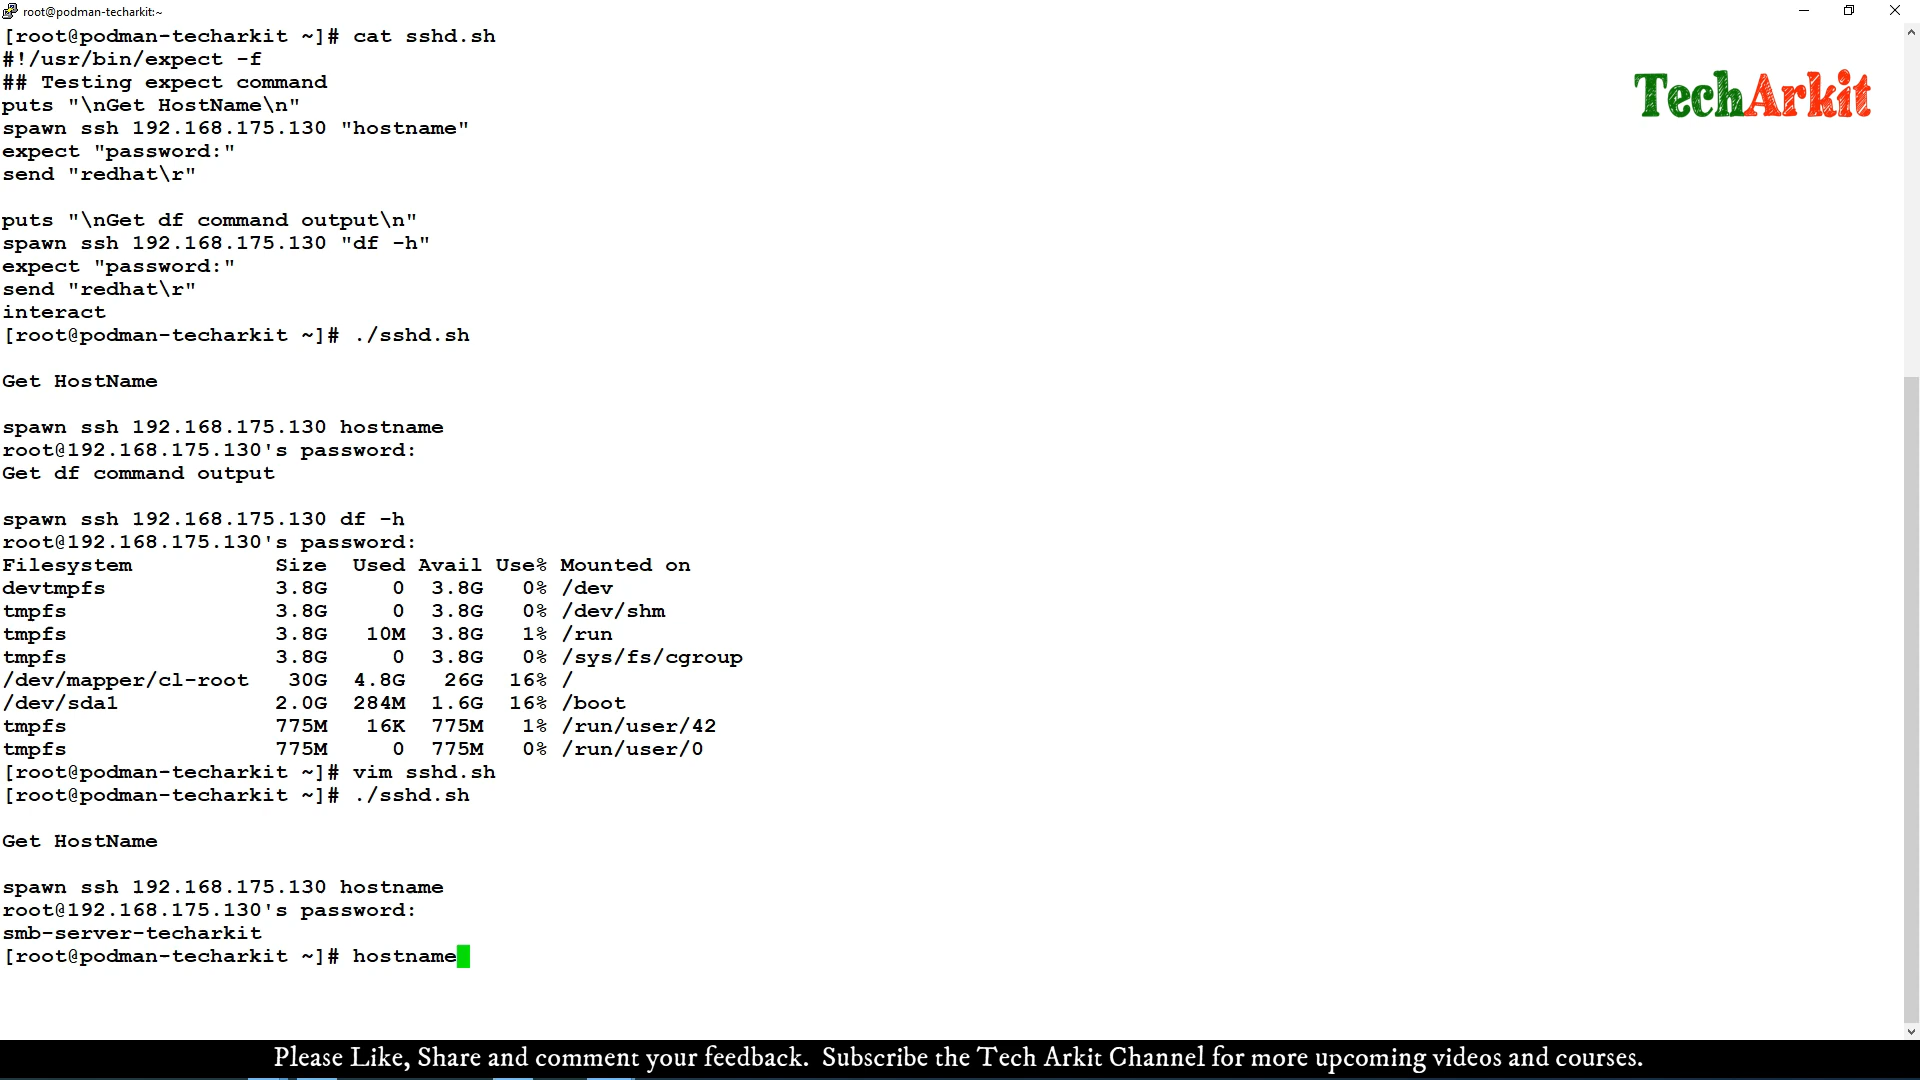 root@podman-techarkit:~
[root@podman-techarkit ~]# cat sshd.sh
#!/usr/bin/expect -f
## Testing expect command
puts "\nGet HostName\n"
spawn ssh 192.168.175.130 "hostname"
expect "password:"
send "redhat\r"
puts "\nGet df command output\n"
spawn ssh 192.168.175.130 "df -h"
expect "password:"
send "redhat\r"
interact
[root@podman-techarkit ~]# ./sshd.sh
Get HostName
spawn ssh 192.168.175.130 hostname
root@192.168.175.130's password:
Get df command output
spawn ssh 192.168.175.130 df -h
root@192.168.175.130's password:
Filesystem           Size  Used Avail Use% Mounted on
devtmpfs             3.8G     0  3.8G   0% /dev
tmpfs                3.8G     0  3.8G   0% /dev/shm
tmpfs                3.8G   10M  3.8G   1% /run
tmpfs                3.8G     0  3.8G   0% /sys/fs/cgroup
/dev/mapper/cl-root   30G  4.8G   26G  16% /
/dev/sda1            2.0G  284M  1.6G  16% /boot
tmpfs                775M   16K  775M   1% /run/user/42
tmpfs                775M     0  775M   0% /run/user/0
[root@podman-techarkit ~]# vim sshd.sh
[root@podman-techarkit ~]# ./sshd.sh
Get HostName
spawn ssh 192.168.175.130 hostname
root@192.168.175.130's password:
smb-server-techarkit
[root@podman-techarkit ~]# hostname
TechArkit
Please Like, Share and comment your feedback. Subscribe the Tech Arkit Channel for more upcoming videos and courses.